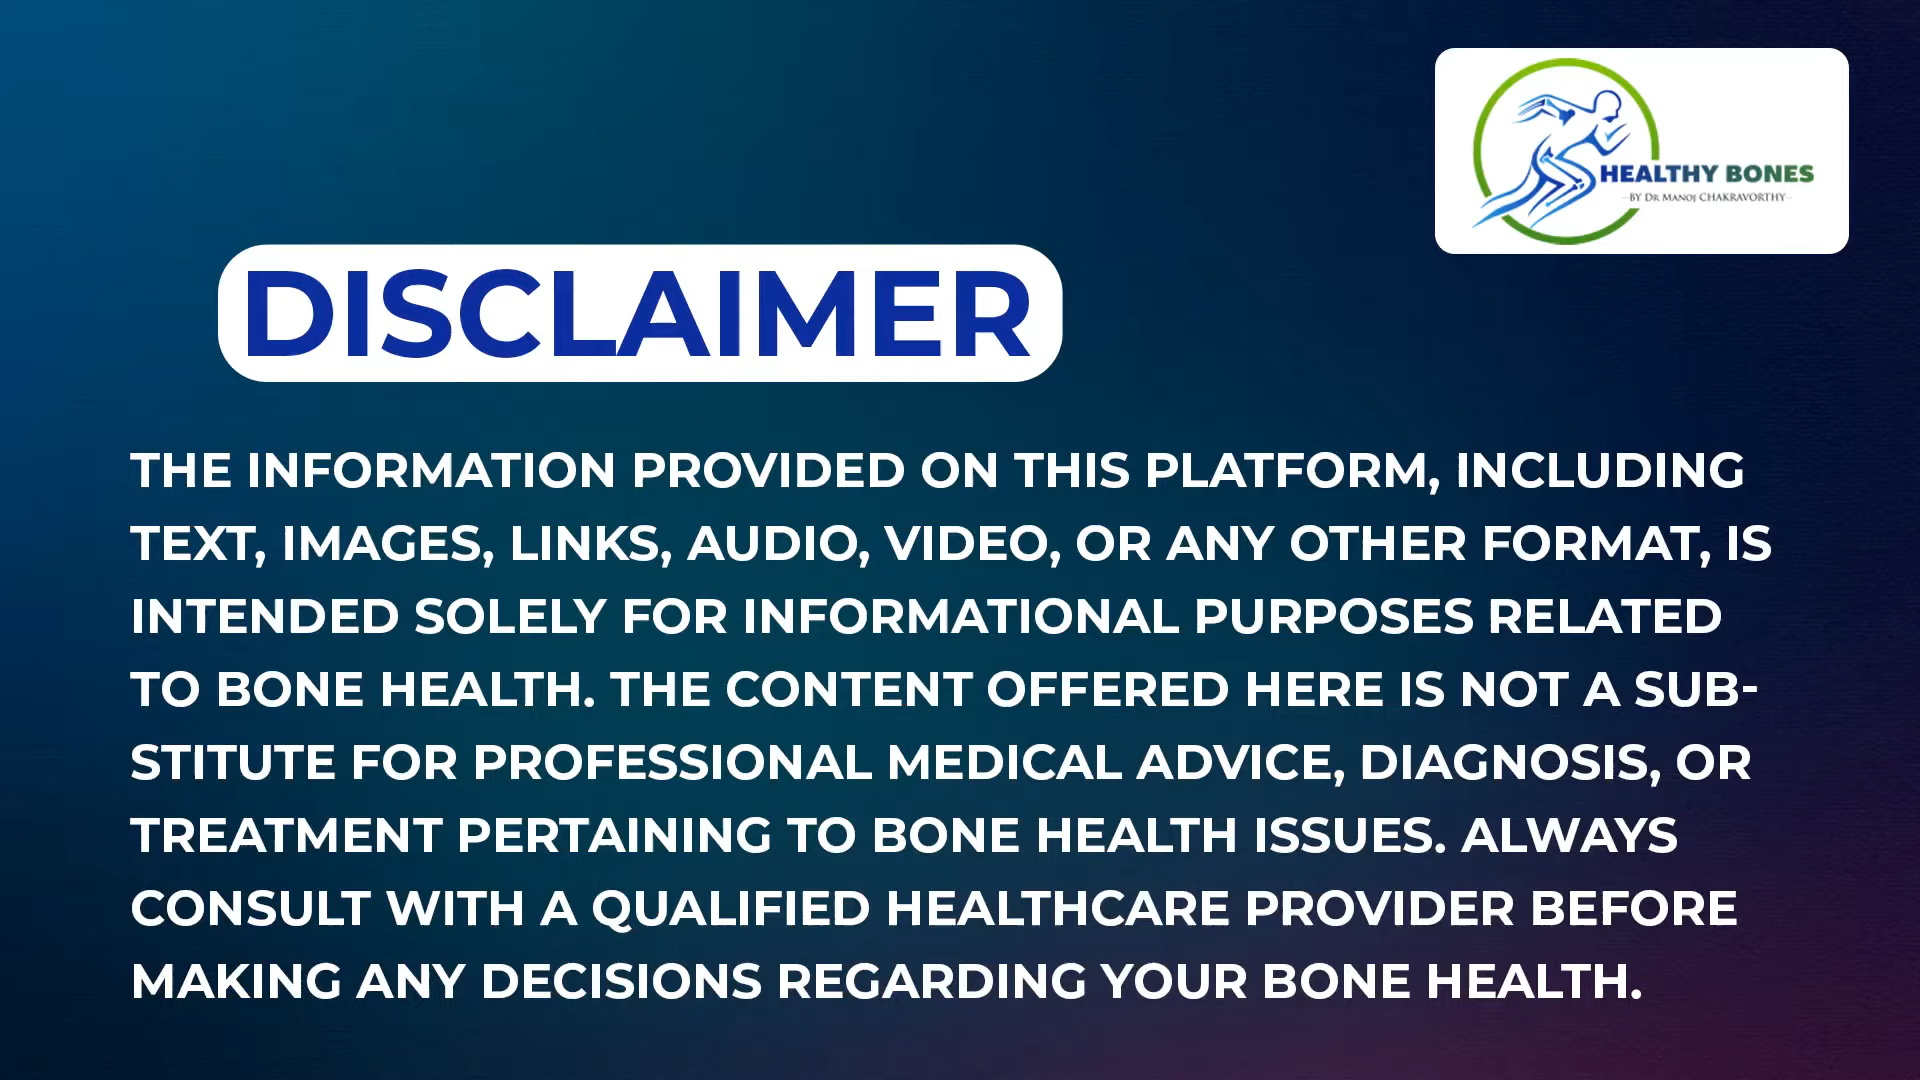 HEALTHY BONES
-BY DR MANOJ CHAKRAVORTHY-
DISCLAIMER
THE INFORMATION PROVIDED ON THIS PLATFORM, INCLUDING
TEXT, IMAGES, LINKS, AUDIO, VIDEO, OR ANY OTHER FORMAT, IS
INTENDED SOLELY FOR INFORMATIONAL PURPOSES RELATED
TO BONE HEALTH. THE CONTENT OFFERED HERE IS NOT A SUB-
STITUTE FOR PROFESSIONAL MEDICAL ADVICE, DIAGNOSIS, OR
TREATMENT PERTAINING TO BONE HEALTH ISSUES. ALWAYS
CONSULT WITH A QUALIFIED HEALTHCARE PROVIDER BEFORE
MAKING ANY DECISIONS REGARDING YOUR BONE HEALTH.